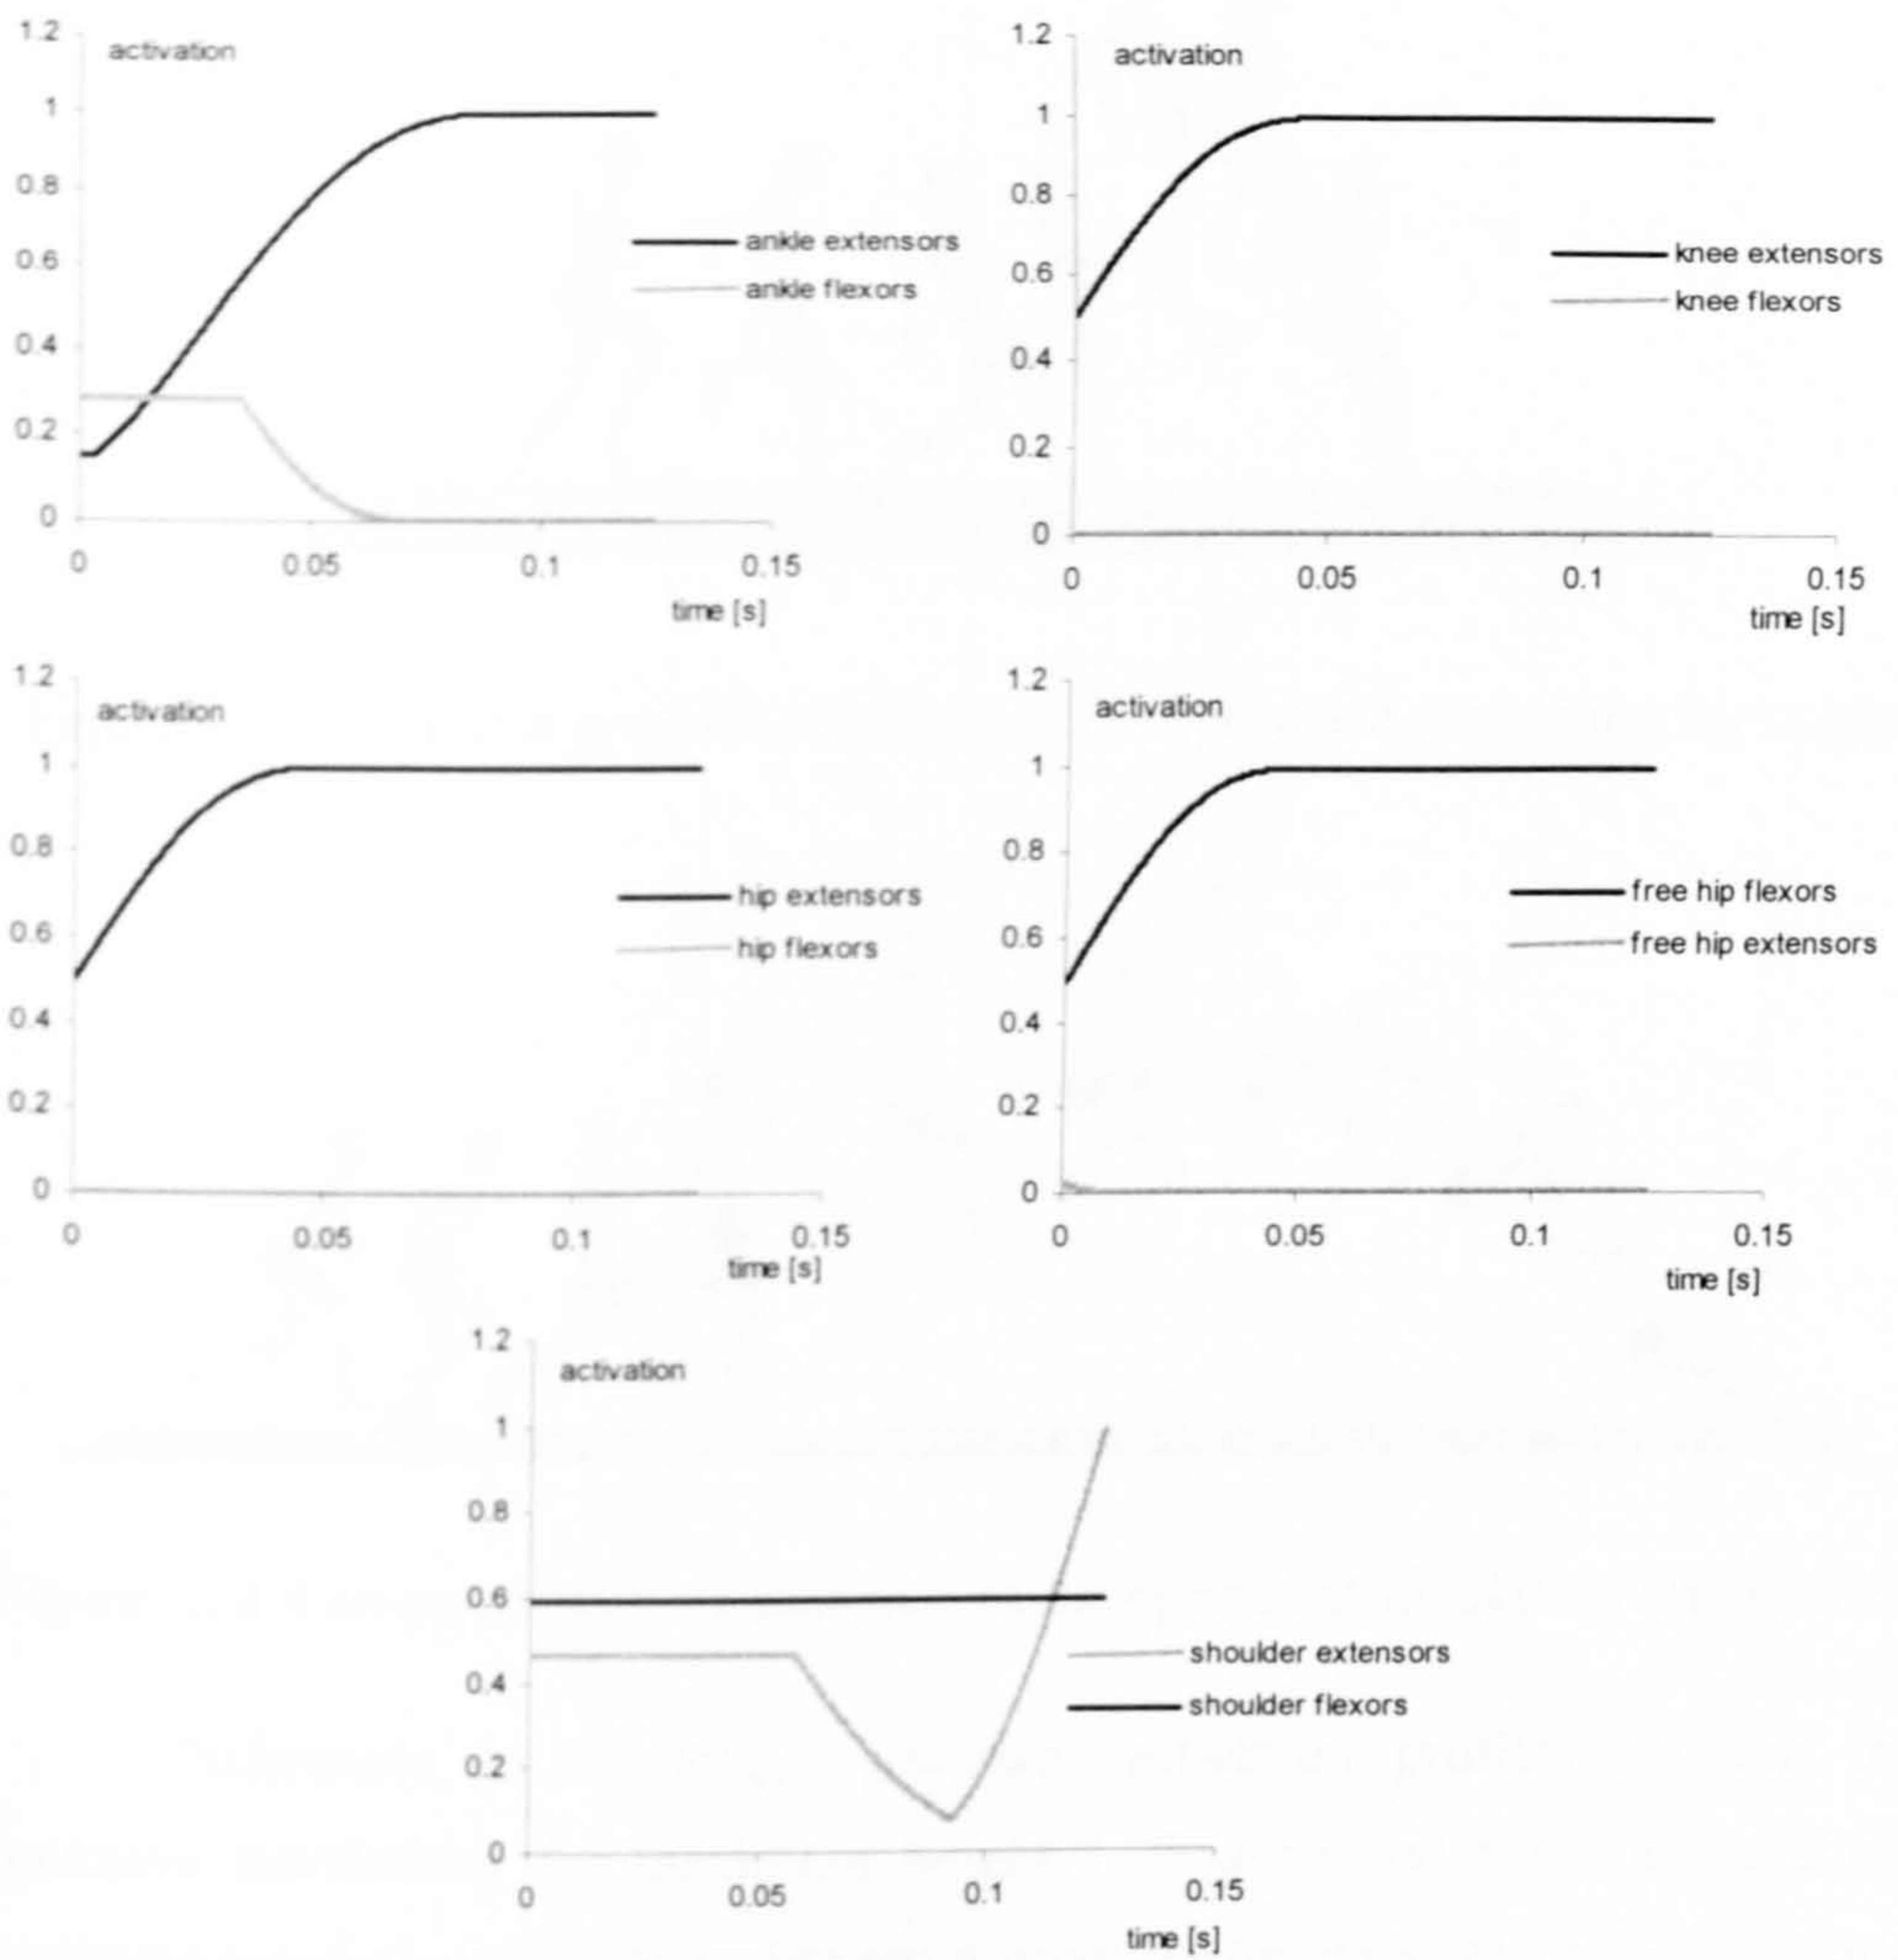 1.2
activation
1
0.8
0.6
0.4
0.2
0
ankle extensors
ankle flexors
0 0.05 0.1 0.15
time [s]
1.2
activation
1
0.8
0.6
0.4
0.2
0
knee extensors
knee flexors
0 0.05 0.1 0.15
time [s]
1.2
activation
1
0.8
0.6
0.4
0.2
0
hip extensors
hip flexors
0 0.05 0.1 0.15
time [s]
1.2
activation
1
0.8
0.6
0.4
0.2
0
free hip flexors
free hip extensors
0 0.05 0.1 0.15
time [s]
1.2
activation
1
0.8
0.6
0.4
0.2
0
shoulder extensors
shoulder flexors
0 0.05 0.1 0.15
time [s]